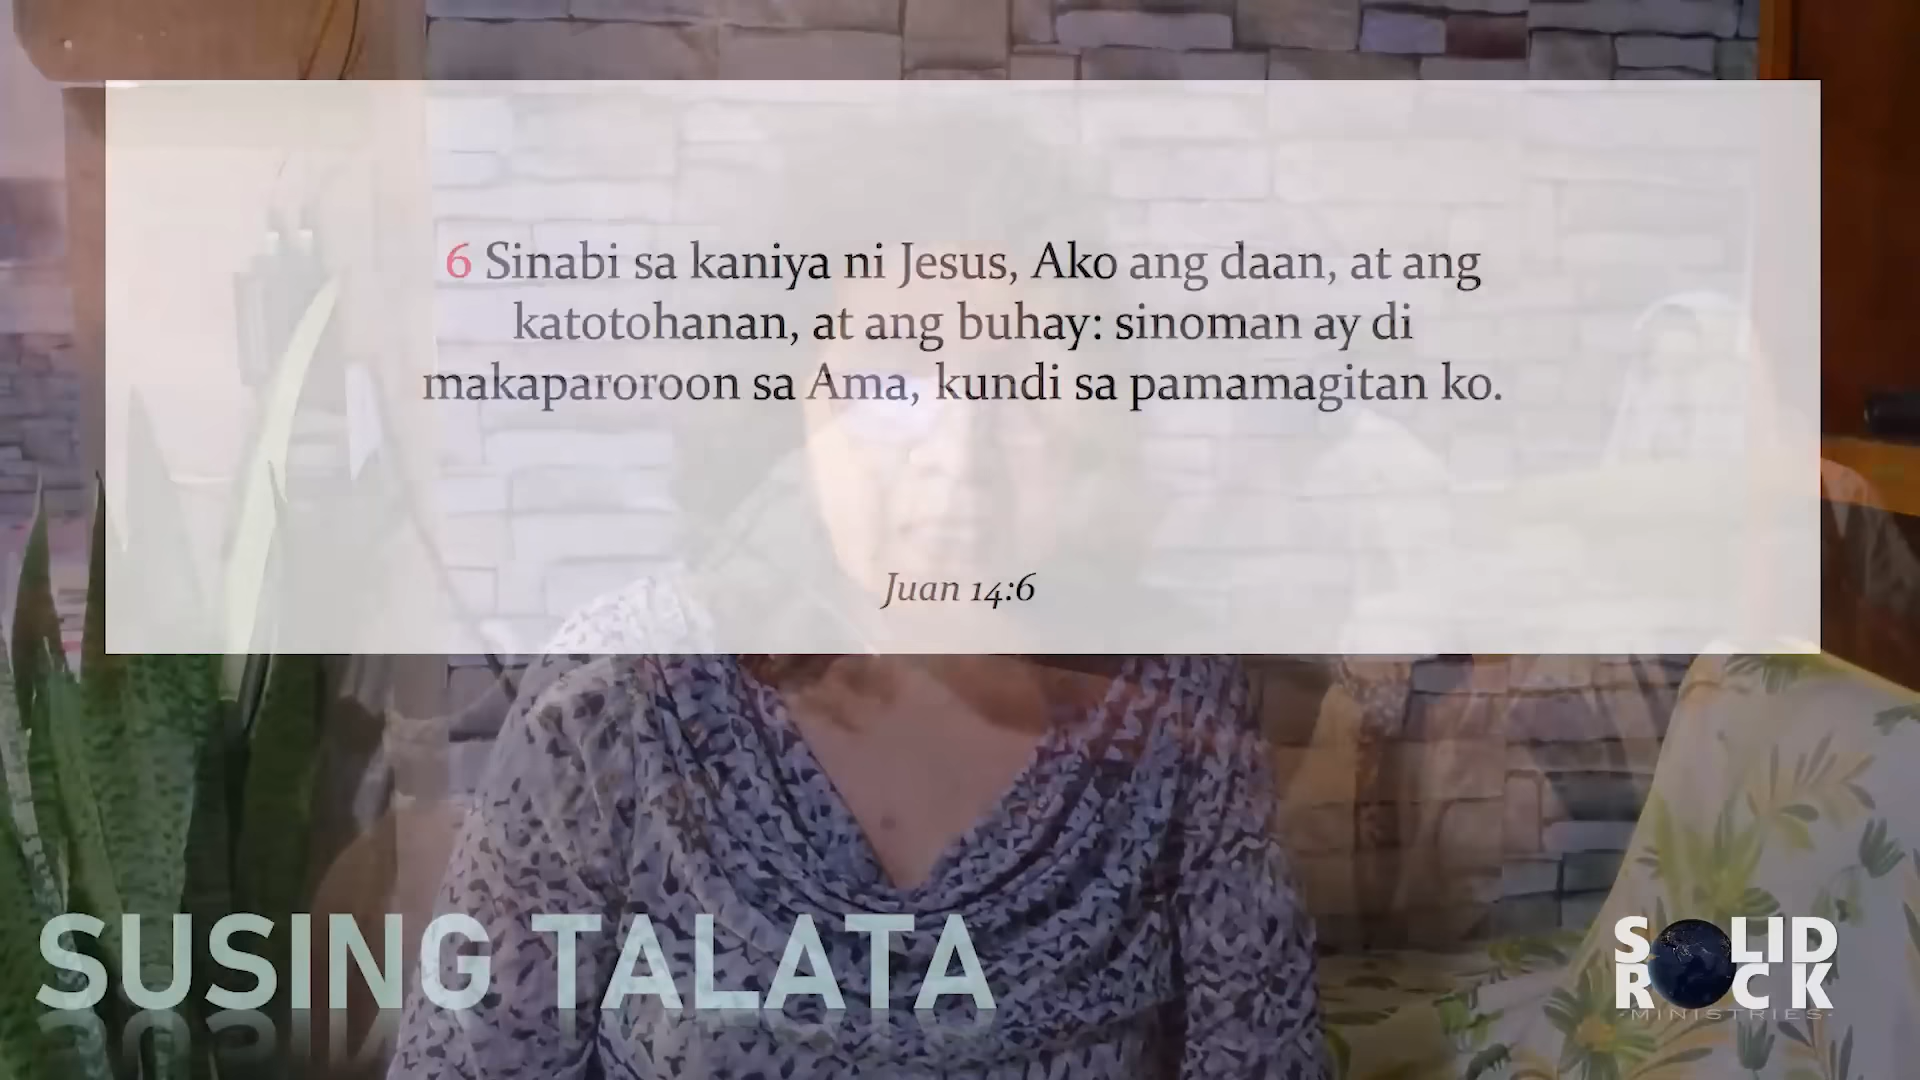 6 Sinabi sa kaniya ni Jesus, Ako ang daan, at ang
katotohanan, at ang buhay: sinoman ay di
makaparoroon sa Ama, kundi sa pamamagitan ko.
Juan 14:6
SUSING TALATA
SOLID
ROCK
-MINISTRIES-